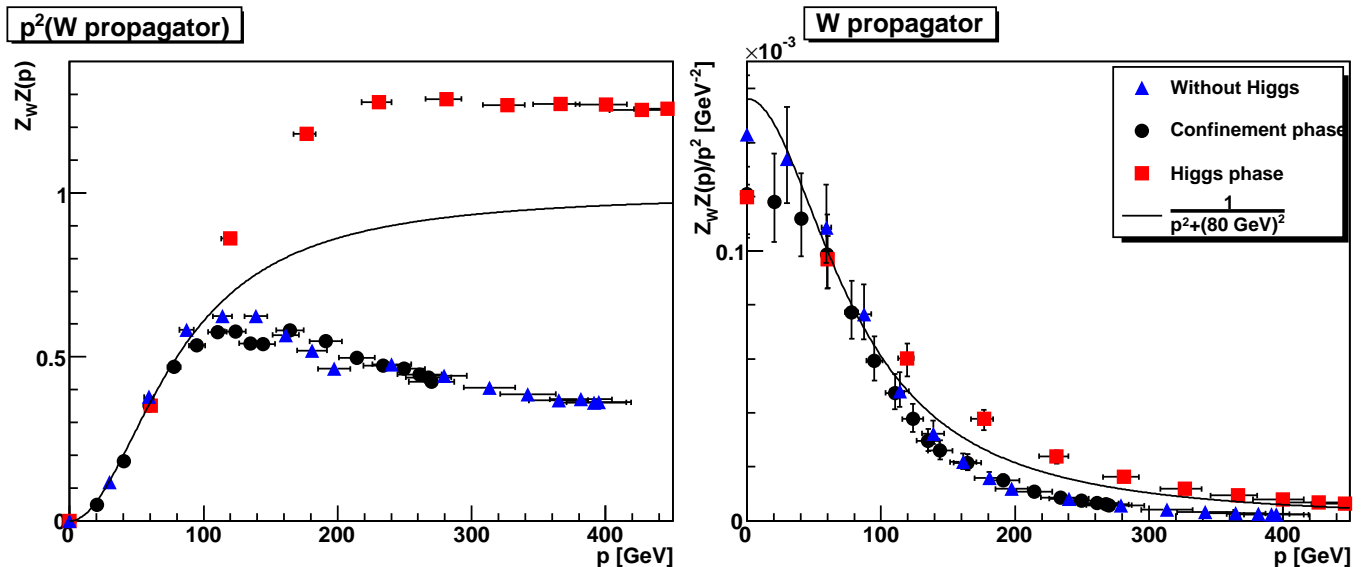 p²(W propagator)
Z_W Z(p)
1
0.5
0
0 100 200 300 400
p [GeV]
W propagator
×10⁻³
Z_W Z(p)/p² [GeV⁻²]
0.1
0
0 100 200 300 400
p [GeV]
Without Higgs
Confinement phase
Higgs phase
1
p²+(80 GeV)²